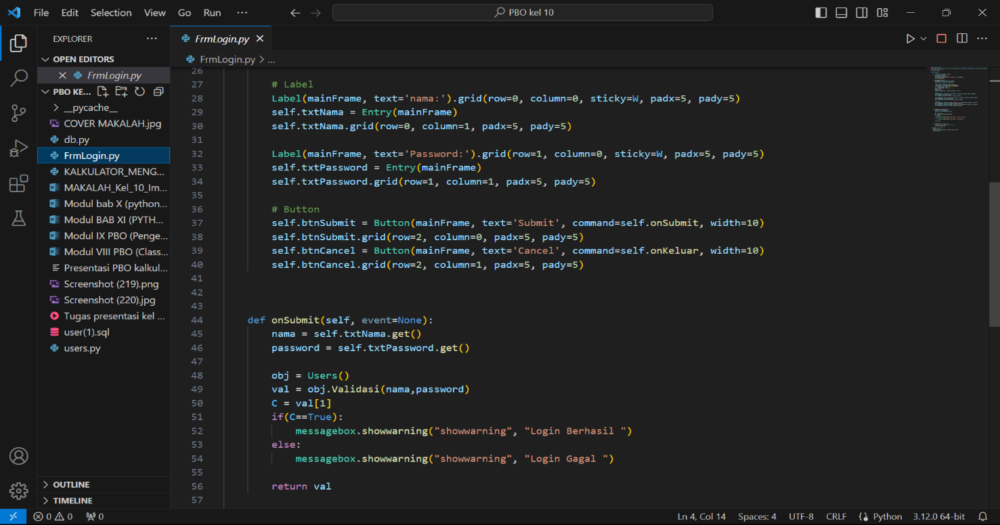 File Edit Selection View Go Run ... PBO kel 10
EXPLORER ...
OPEN EDITORS
FrmLogin.py
PBO KE...
__pycache__
COVER MAKALAH.jpg
db.py
FrmLogin.py
KALKULATOR_MENG...
MAKALAH_Kel_10_Im...
Modul bab X (python...
Modul BAB XI (PYTH...
Modul IX PBO (Penge...
Modul VIII PBO (Class...
Presentasi PBO kalkul...
Screenshot (219).png
Screenshot (220).jpg
Tugas presentasi kel ...
user(1).sql
users.py
OUTLINE
TIMELINE
FrmLogin.py
FrmLogin.py > ...
26
27 # Label
28 Label(mainFrame, text='nama:').grid(row=0, column=0, sticky=W, padx=5, pady=5)
29 self.txtNama = Entry(mainFrame)
30 self.txtNama.grid(row=0, column=1, padx=5, pady=5)
31
32 Label(mainFrame, text='Password:').grid(row=1, column=0, sticky=W, padx=5, pady=5)
33 self.txtPassword = Entry(mainFrame)
34 self.txtPassword.grid(row=1, column=1, padx=5, pady=5)
35
36 # Button
37 self.btnSubmit = Button(mainFrame, text='Submit', command=self.onSubmit, width=10)
38 self.btnSubmit.grid(row=2, column=0, padx=5, pady=5)
39 self.btnCancel = Button(mainFrame, text='Cancel', command=self.onKeluar, width=10)
40 self.btnCancel.grid(row=2, column=1, padx=5, pady=5)
41
42
43
44 def onSubmit(self, event=None):
45 nama = self.txtNama.get()
46 password = self.txtPassword.get()
47
48 obj = Users()
49 val = obj.Validasi(nama,password)
50 C = val[1]
51 if(C==True):
52 messagebox.showwarning("showwarning", "Login Berhasil ")
53 else:
54 messagebox.showwarning("showwarning", "Login Gagal ")
55
56 return val
57
0 0 0 Ln 4, Col 14 Spaces: 4 UTF-8 CRLF Python 3.12.0 64-bit